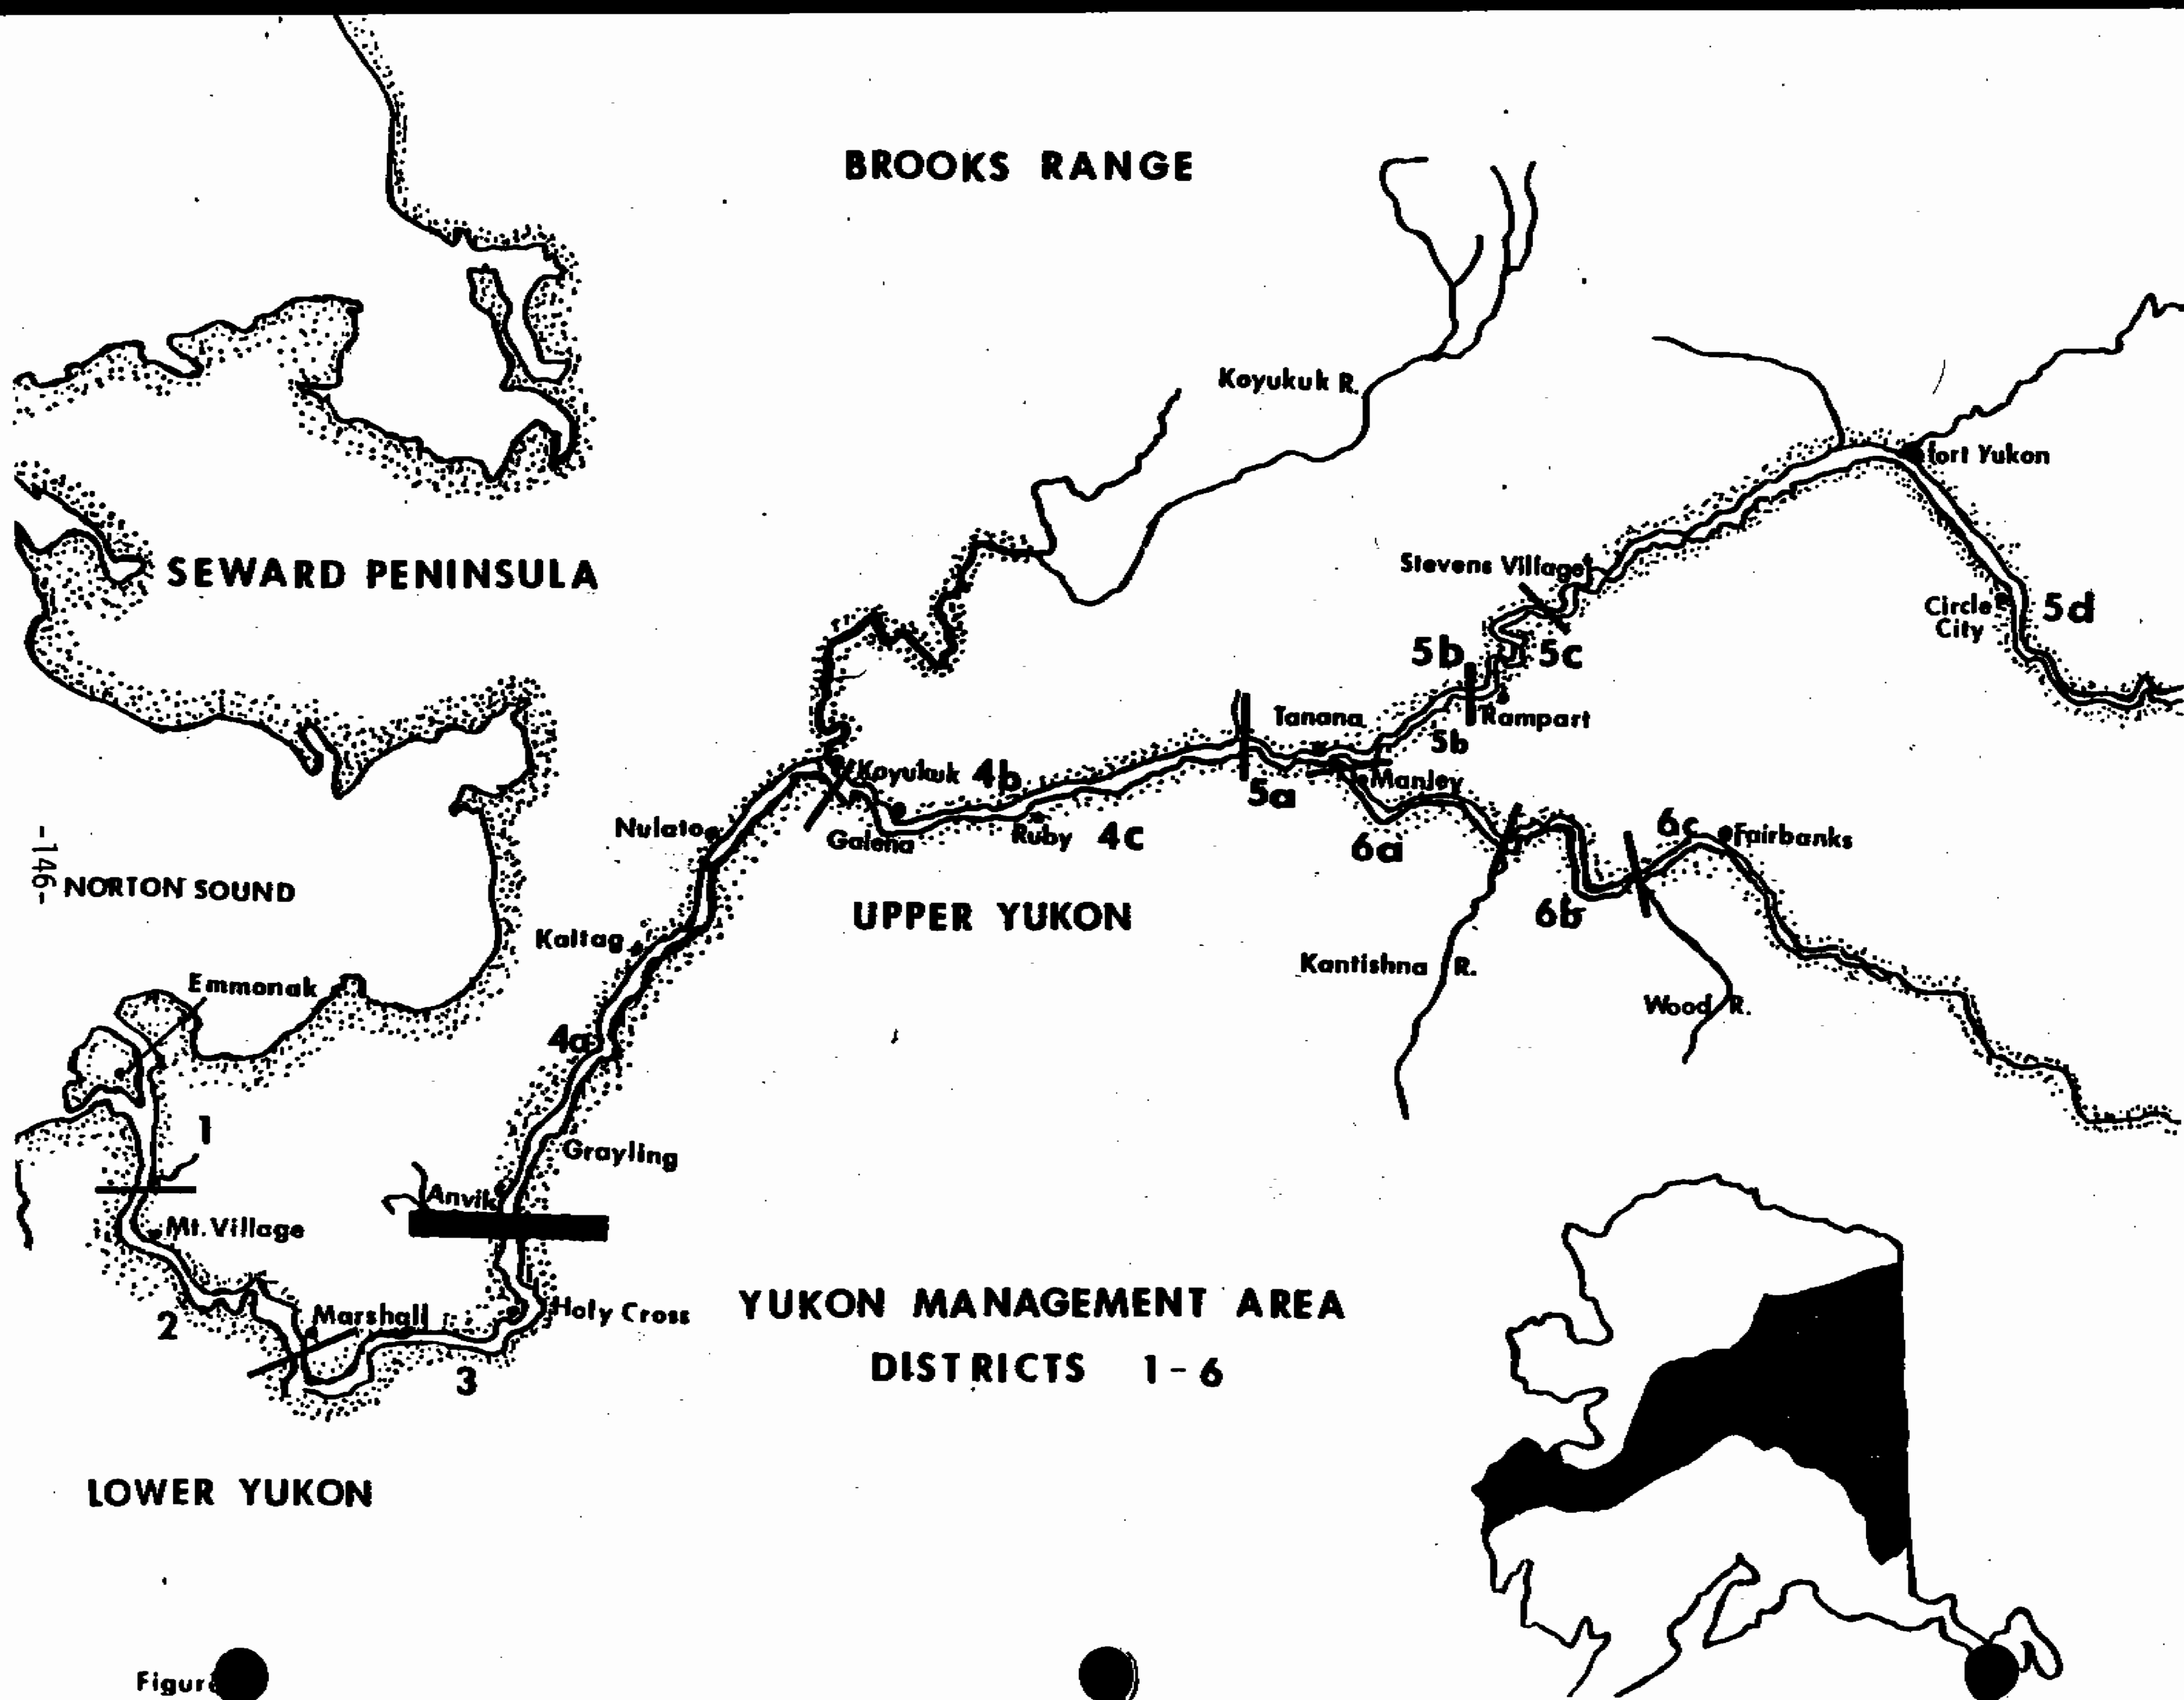 BROOKS RANGE
Koyukuk R.
fort Yukon
SEWARD PENINSULA
Stevens Village
Circle
City
5d
5b
5c
Tanana
Rampart
5b
Koyukuk
4b
5a
Manley
Nulato
Galena
Ruby
4c
6a
6c
Fairbanks
-146-
NORTON SOUND
UPPER YUKON
6b
Kaltag
Kantishna R.
Emmonak
Wood R.
4a
1
Grayling
Anvik
Mt. Village
2
Marshall
Holy Cross
3
YUKON MANAGEMENT AREA
DISTRICTS 1-6
LOWER YUKON
Figure